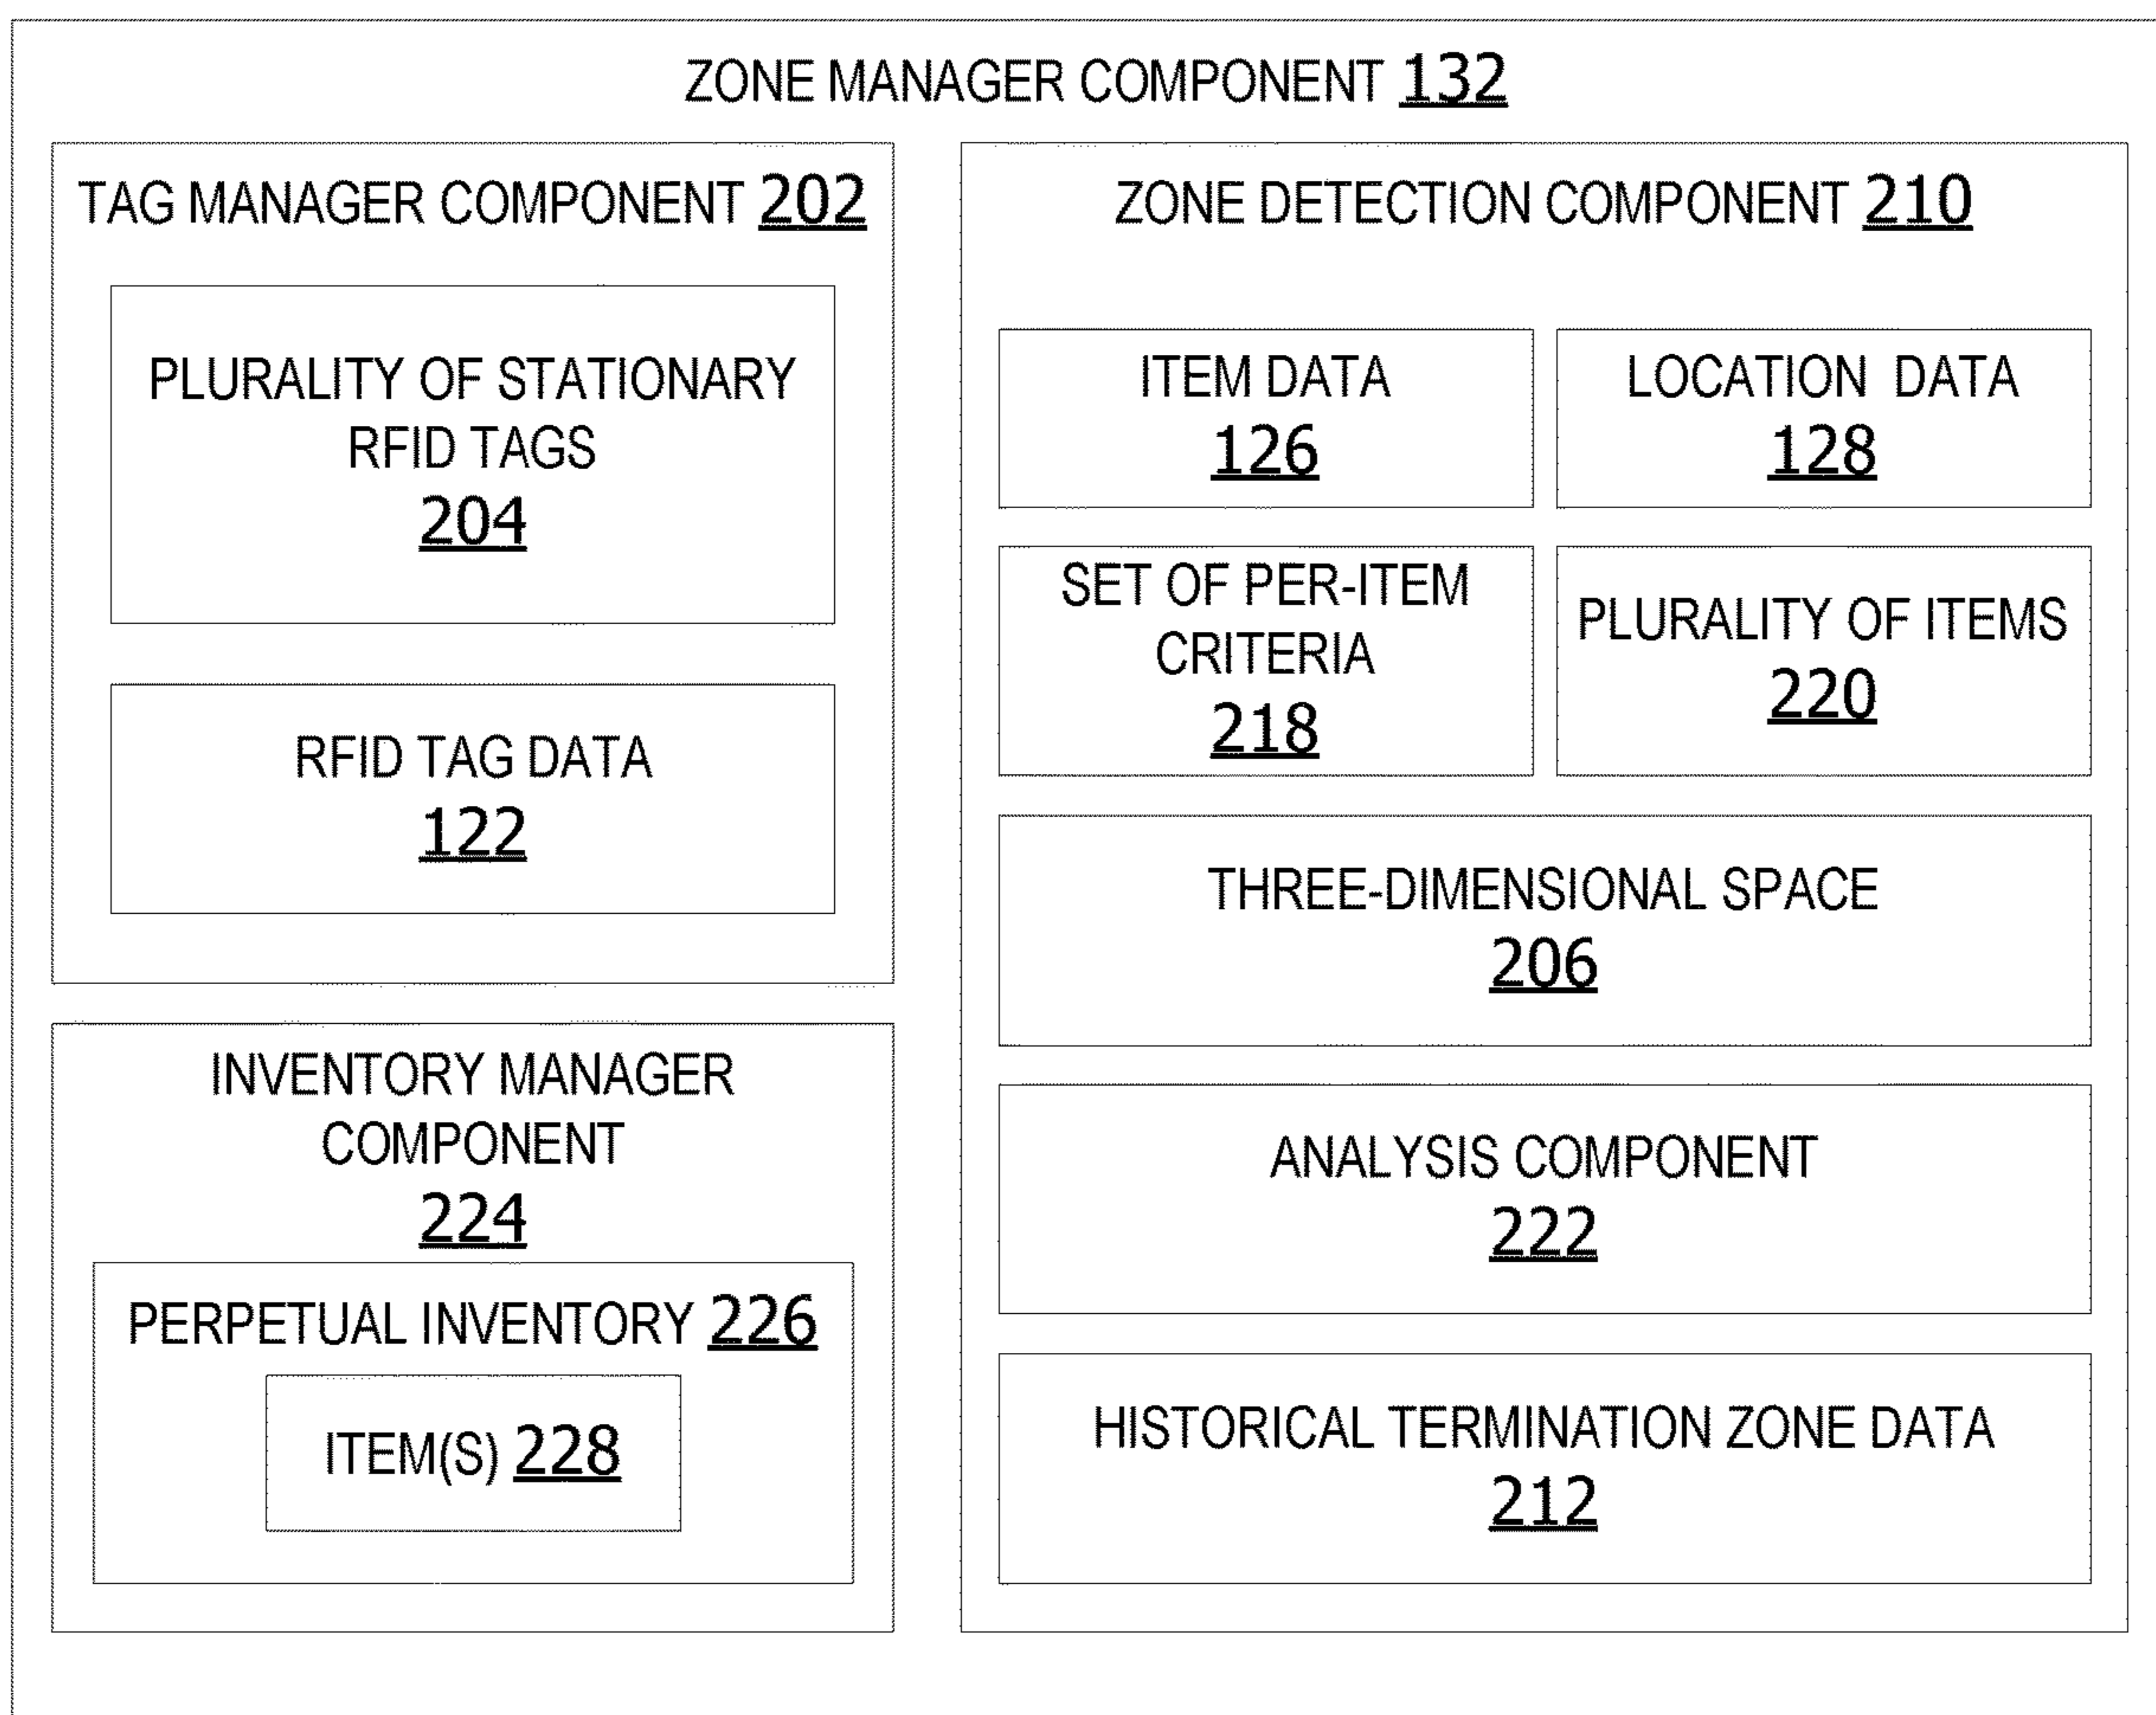 ZONE MANAGER COMPONENT 132
TAG MANAGER COMPONENT 202
PLURALITY OF STATIONARY
RFID TAGS
204
RFID TAG DATA
122
INVENTORY MANAGER
COMPONENT
224
PERPETUAL INVENTORY 226
ITEM(S) 228
ZONE DETECTION COMPONENT 210
ITEM DATA
126
LOCATION DATA
128
SET OF PER-ITEM
CRITERIA
218
PLURALITY OF ITEMS
220
THREE-DIMENSIONAL SPACE
206
ANALYSIS COMPONENT
222
HISTORICAL TERMINATION ZONE DATA
212